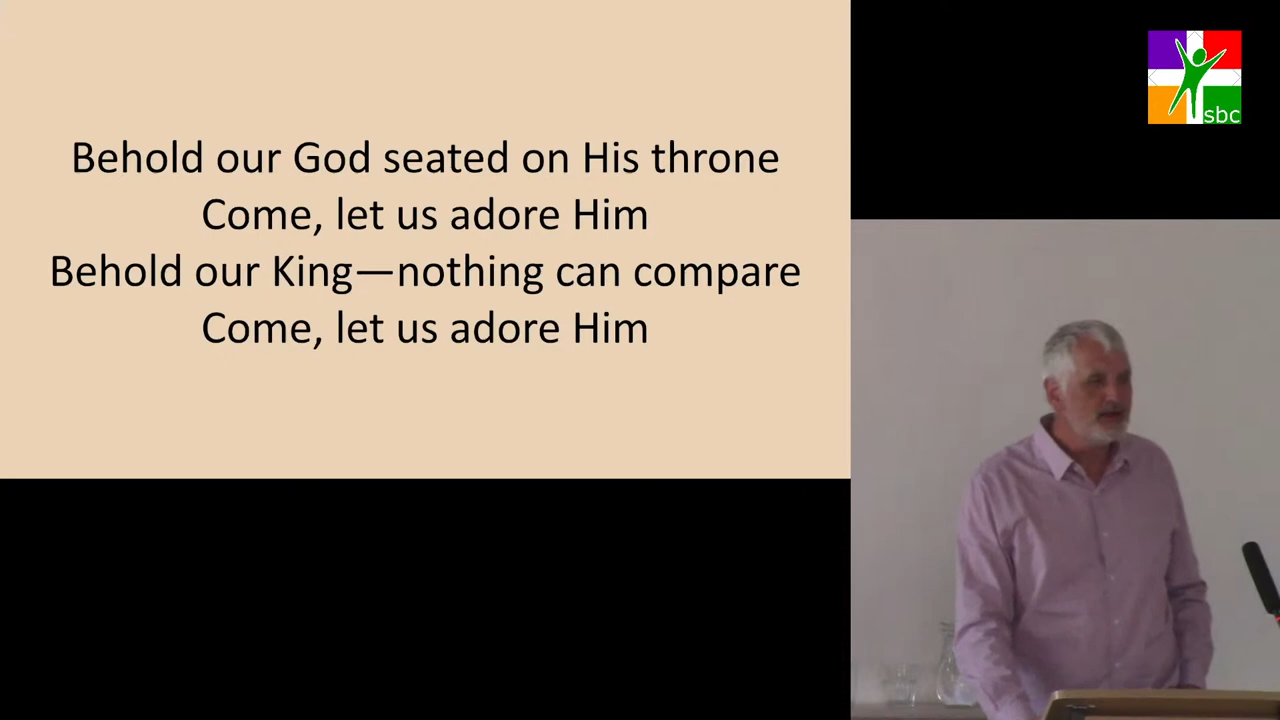 Behold our God seated on His throne
Come, let us adore Him
Behold our King—nothing can compare
Come, let us adore Him
sbc